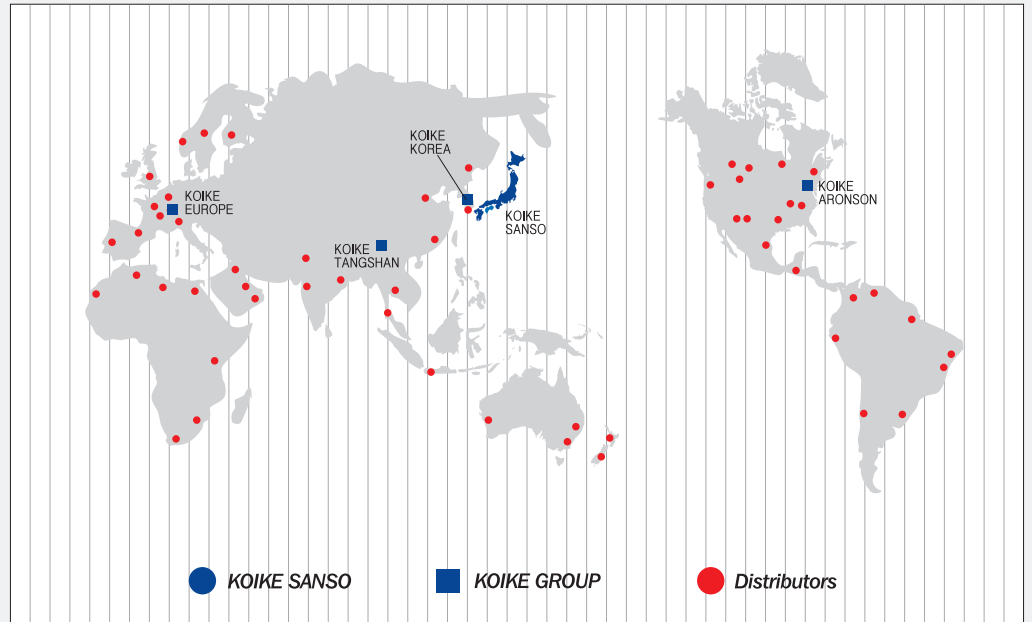 KOIKE
KOREA
KOIKE
EUROPE
KOIKE
SANSO
KOIKE
TANGSHAN
KOIKE
ARONSON
KOIKE SANSO
KOIKE GROUP
Distributors